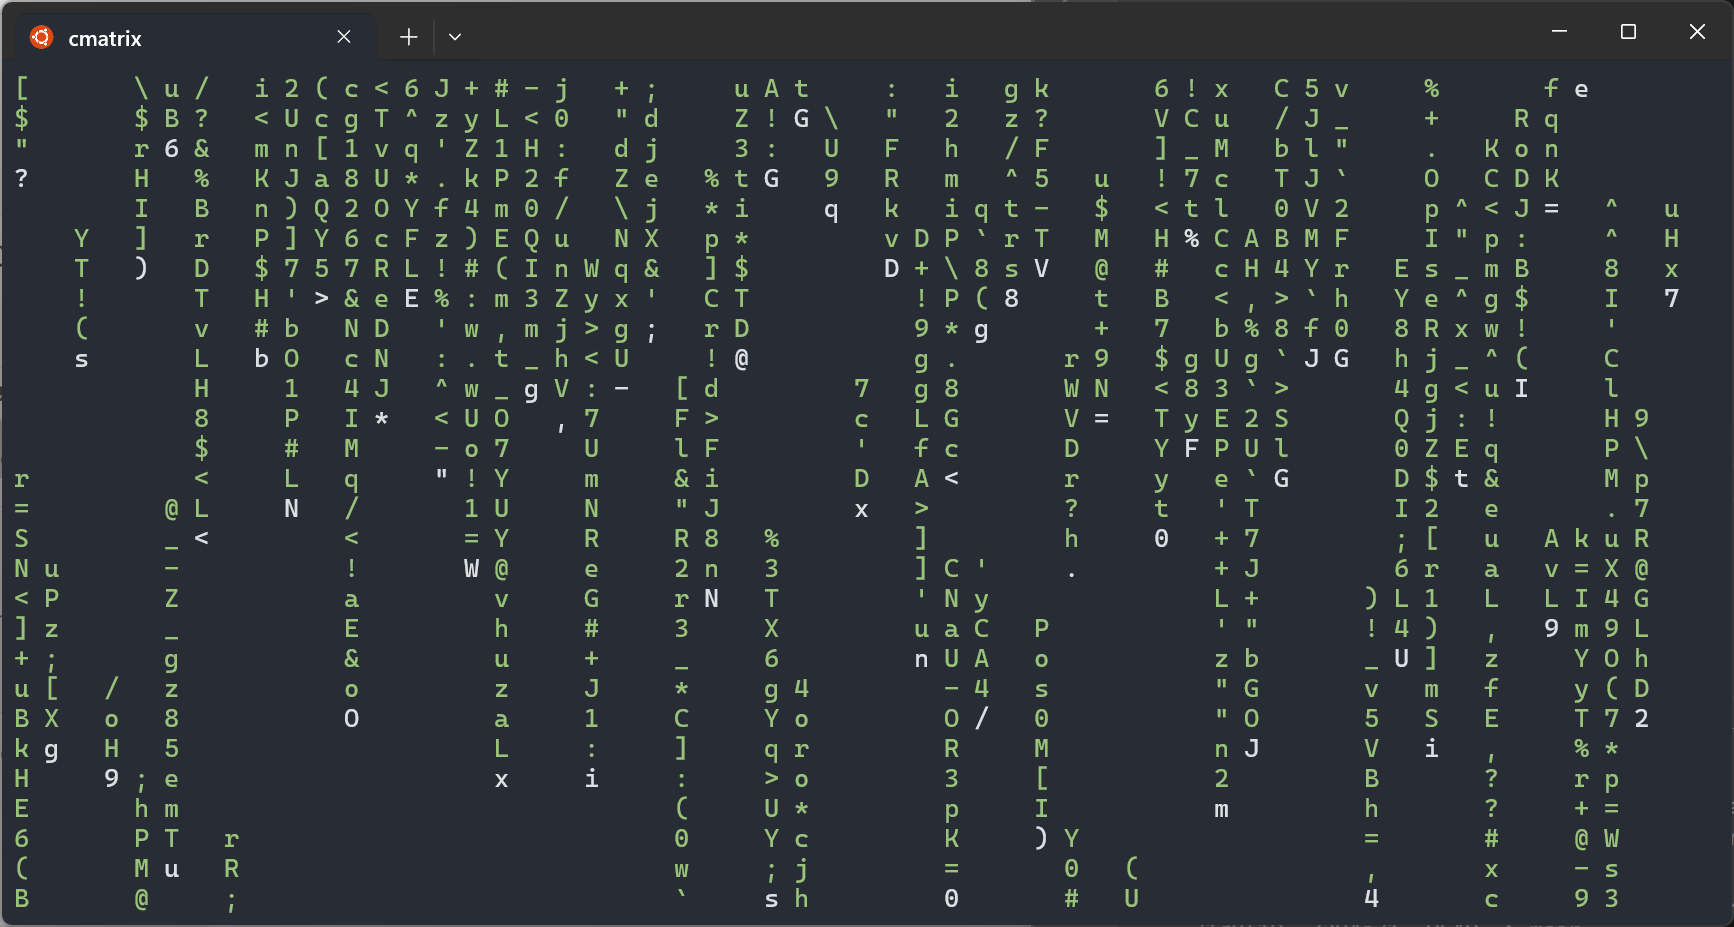 cmatrix
[ \ u / i 2 ( c < 6 J + # - j + ; u A t : i g k 6 ! x C 5 v % f e
$ $ B ? < U c g T ^ z y L < 0 " d Z ! G \ " 2 z ? V C u / J _ + R q
" r 6 & m n [ 1 v q ' Z 1 H : d j 3 : U F h / F ] _ M b l " . K o n
? H % K J a 8 U * . k P 2 f Z e % t G 9 R m ^ 5 u ! 7 c T J ` O C D K
I B n ) Q 2 O Y f 4 m 0 / \ j * i q k i q t - $ < t l 0 V 2 p ^ < J = ^ u
Y ] r P ] Y 6 c F z ) E Q u N X p * v D P ` r T M H % C A B M F I " p : ^ H
T ) D $ 7 5 7 R L ! # ( I n W q & ] $ D + \ 8 s V @ # c H 4 Y r E s _ m B 8 x
! T H ' > & e E % : m 3 Z y x ' C T ! P ( 8 t B < , > ` h Y e ^ g $ I 7
( v # b N D ' w , m j > g ; r D 9 * g + 7 b % 8 f 0 8 R x w ! '
s L b O c N : . t _ h < U ! @ g . r 9 $ g U g ` J G h j _ ^ ( C
H 1 4 J ^ w _ g V : - [ d 7 g 8 W N < 8 3 ` > 4 g < u I l
8 P I * < U O , 7 F > c L G V = T y E 2 S Q j : ! H 9
$ # M - o 7 U l F ' f c D Y F P U l 0 Z E q P \
r < L q " ! Y m & i D A < r y e ` G D $ t & M p
= @ L N / 1 U N " J x > ? t ' T I 2 e . 7
S _ < < = Y R R 8 % ] h 0 + 7 ; [ u A k u R
N u - ! W @ e 2 n 3 ] C ' . + J 6 r a v = X @
< P Z a v G r N T ' N y L + ) L 1 L L I 4 G
] z _ E h # 3 X u a C P ' " ! 4 ) , 9 m 9 L
+ ; g & u + _ 6 n U A o z b _ U ] z Y O h
u [ / z o z J * g 4 - 4 s " G v m f y ( D
B X o 8 O a 1 C Y o O / 0 " O 5 S E T 7 2
k g H 5 L : ] q r R M n J V i , % *
H 9 ; e x i : > o 3 [ 2 B ? r p
E h m ( U * p I m h ? + =
6 P T r 0 Y c K ) Y = # @ W
( M u R w ; j = 0 ( , x - s
B @ ; ` s h 0 # U 4 c 9 3